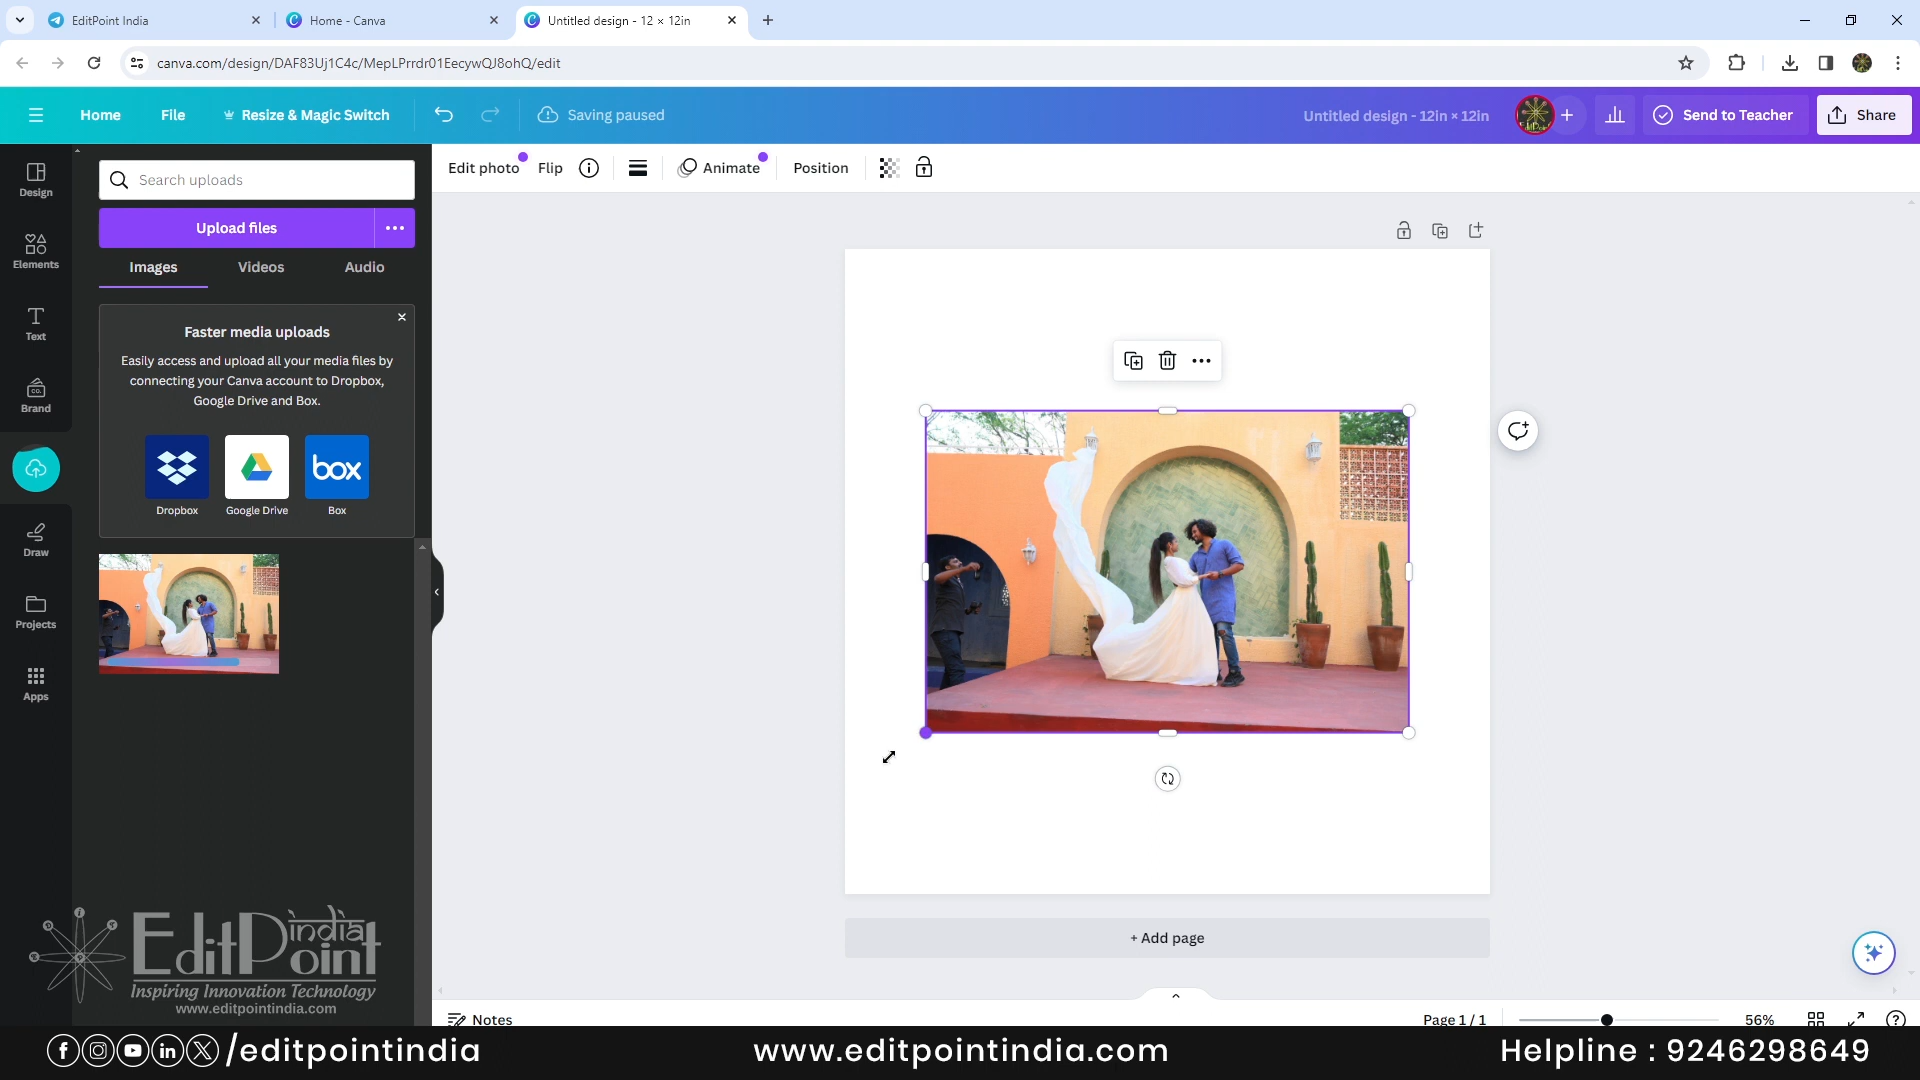 EditPoint India
Home - Canva
Untitled design - 12 × 12in
canva.com/design/DAF83Uj1C4c/MepLPrrdr01EecywQJ8ohQ/edit
Home
File
Resize & Magic Switch
Saving paused
Untitled design - 12in × 12in
Send to Teacher
Share
Design
Elements
Text
Brand
Draw
Projects
Apps
Search uploads
Upload files
Images
Videos
Audio
Faster media uploads
Easily access and upload all your media files by
connecting your Canva account to Dropbox,
Google Drive and Box.
box
Dropbox
Google Drive
Box
Edit photo
Flip
Animate
Position
+ Add page
Notes
Page 1 / 1
56%
EditPoint india
Inspiring Innovation Technology
www.editpointindia.com
/editpointindia
www.editpointindia.com
Helpline : 9246298649